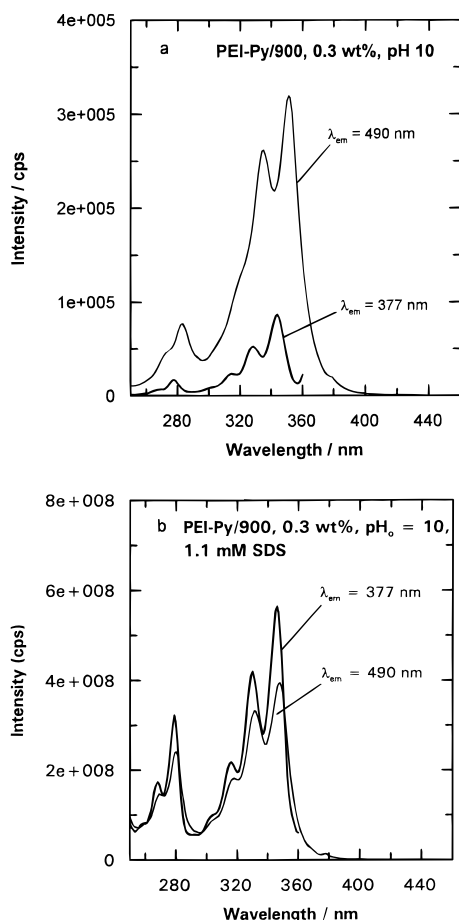 4e+005
a
PEI-Py/900, 0.3 wt%, pH 10
3e+005
λem = 490 nm
2e+005
Intensity / cps
1e+005
λem = 377 nm
0
280 320 360 400 440
Wavelength / nm
8e+008
b PEI-Py/900, 0.3 wt%, pHo = 10,
1.1 mM SDS
6e+008
λem = 377 nm
λem = 490 nm
4e+008
Intensity (cps)
2e+008
0
280 320 360 400 440
Wavelength / nm